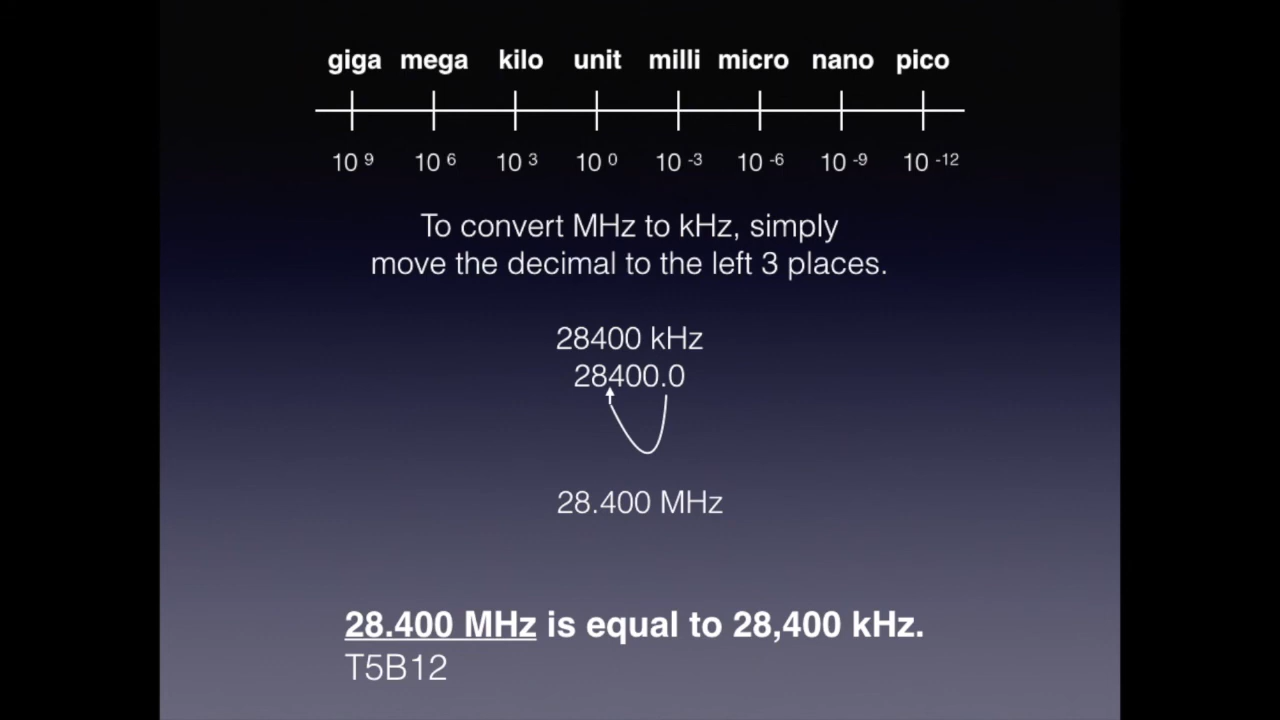 giga mega kilo unit milli micro nano pico
10 9 10 6 10 3 10 0 10 -3 10 -6 10 -9 10 -12
To convert MHz to kHz, simply
move the decimal to the left 3 places.
28400 kHz
28400.0
28.400 MHz
28.400 MHz is equal to 28,400 kHz.
T5B12